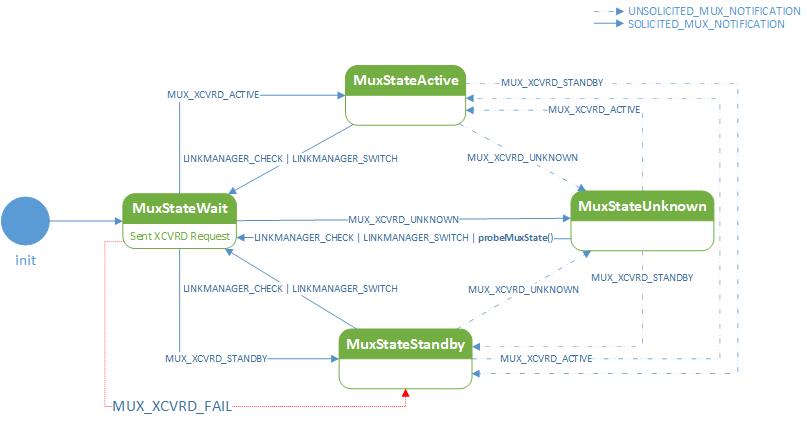 UNSOLICITED_MUX_NOTIFICATION
SOLICITED_MUX_NOTIFICATION
MuxStateActive
MUX_XCVRD_STANDBY
MUX_XCVRD_ACTIVE
MUX_XCVRD_ACTIVE
LINKMANAGER_CHECK | LINKMANAGER_SWITCH
MUX_XCVRD_UNKNOWN
MuxStateWait
MuxStateUnknown
MUX_XCVRD_UNKNOWN
Sent XCVRD Request
LINKMANAGER_CHECK | LINKMANAGER_SWITCH | probeMuxState()
init
MUX_XCVRD_STANDBY
LINKMANAGER_CHECK | LINKMANAGER_SWITCH
MUX_XCVRD_UNKNOWN
MuxStateStandby
MUX_XCVRD_STANDBY
MUX_XCVRD_ACTIVE
MUX_XCVRD_FAIL